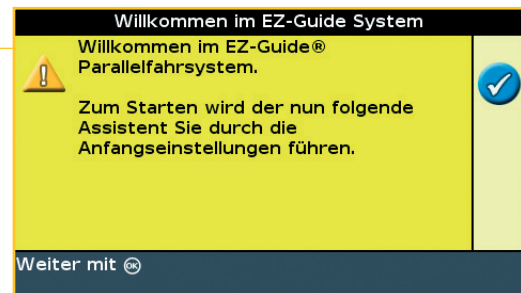 Willkommen im EZ-Guide System
Willkommen im EZ-Guide®
Parallelfahrsystem.
Zum Starten wird der nun folgende
Assistent Sie durch die
Anfangseinstellungen führen.
Weiter mit OK